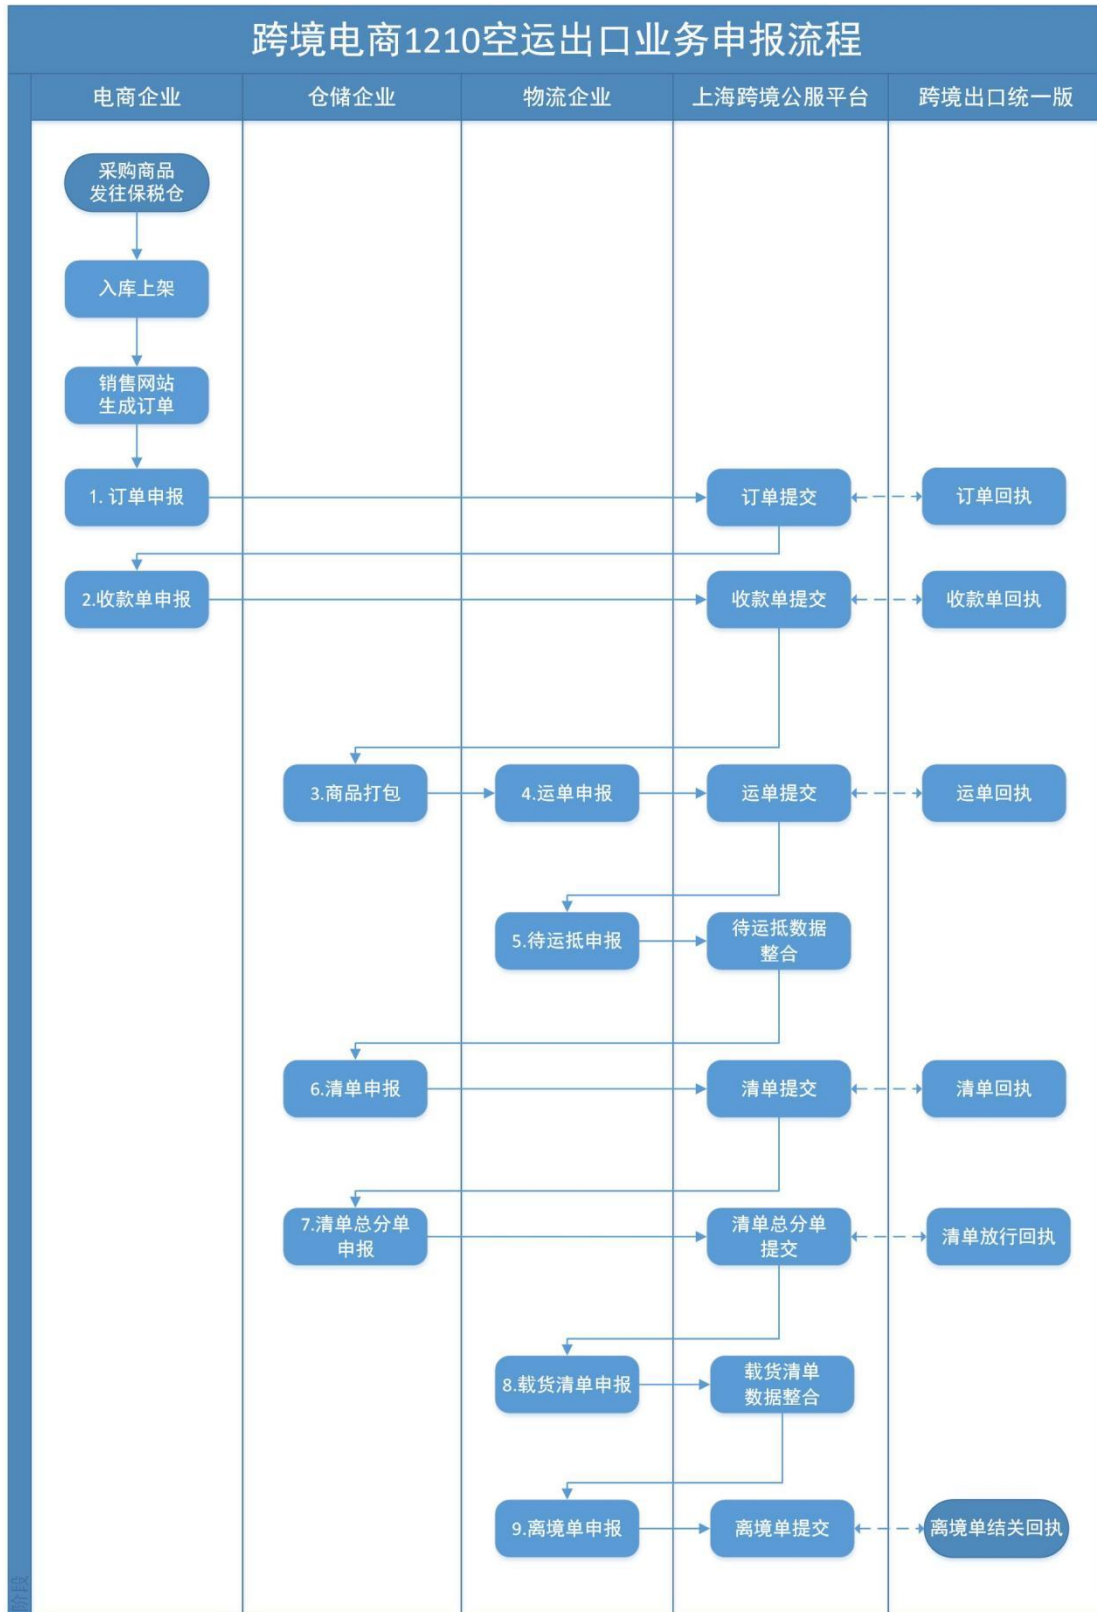 跨境电商1210空运出口业务申报流程
电商企业
仓储企业
物流企业
上海跨境公服平台
跨境出口统一版
采购商品
发往保税仓
入库上架
销售网站
生成订单
1. 订单申报
订单提交
订单回执
2.收款单申报
收款单提交
收款单回执
3.商品打包
4.运单申报
运单提交
运单回执
5.待运抵申报
待运抵数据
整合
6.清单申报
清单提交
清单回执
7.清单总分单
申报
清单总分单
提交
清单放行回执
8.载货清单申报
载货清单
数据整合
9.离境单申报
离境单提交
离境单结关回执
阶段